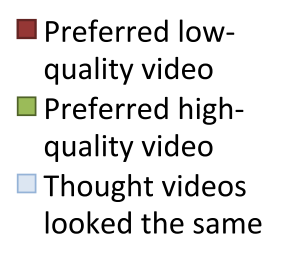 Preferred low-
quality video
Preferred high-
quality video
Thought videos
looked the same